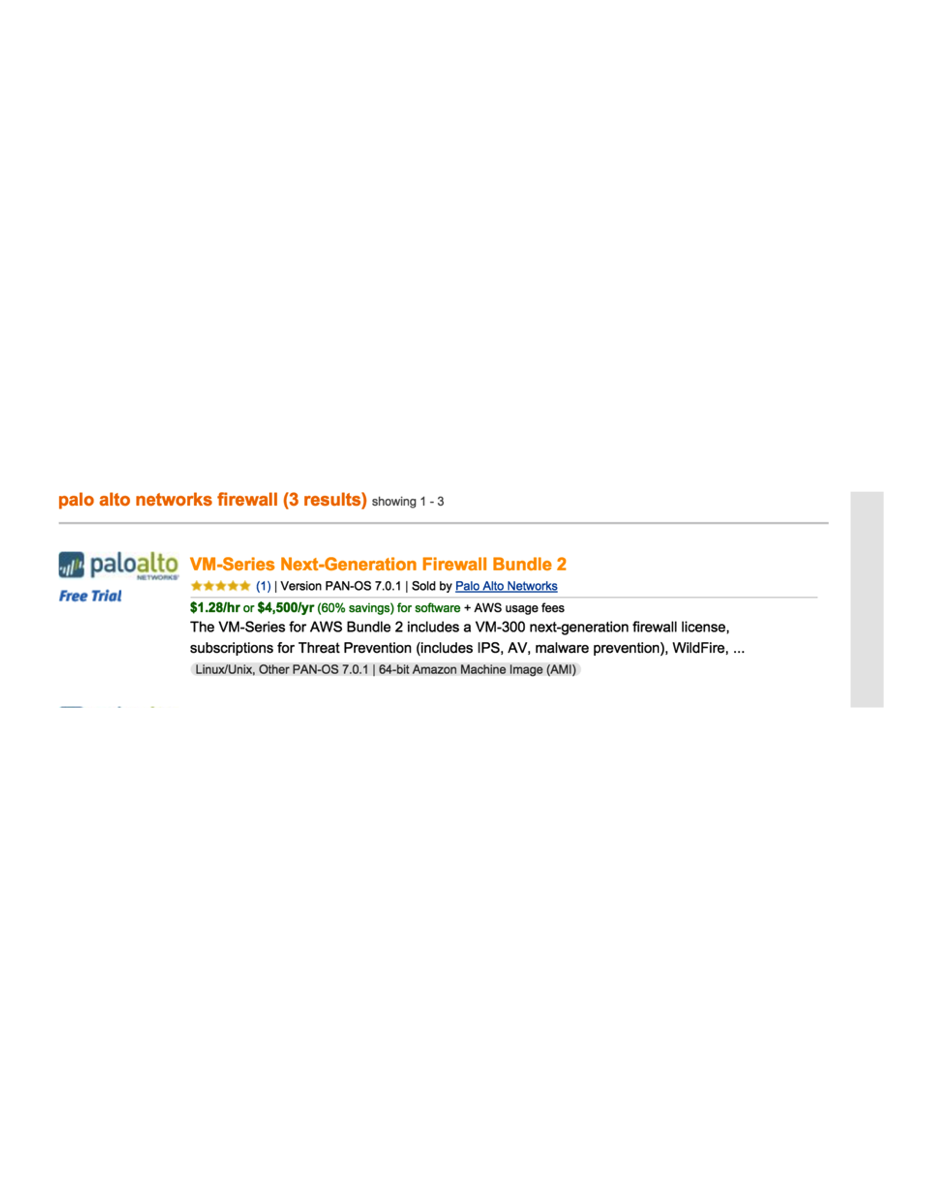 palo alto networks firewall (3 results) showing 1 - 3
paloalto
NETWORKS
Free Trial
VM-Series Next-Generation Firewall Bundle 2
(1) | Version PAN-OS 7.0.1 | Sold by Palo Alto Networks
$1.28/hr or $4,500/yr (60% savings) for software + AWS usage fees
The VM-Series for AWS Bundle 2 includes a VM-300 next-generation firewall license,
subscriptions for Threat Prevention (includes IPS, AV, malware prevention), WildFire, ...
Linux/Unix, Other PAN-OS 7.0.1 | 64-bit Amazon Machine Image (AMI)